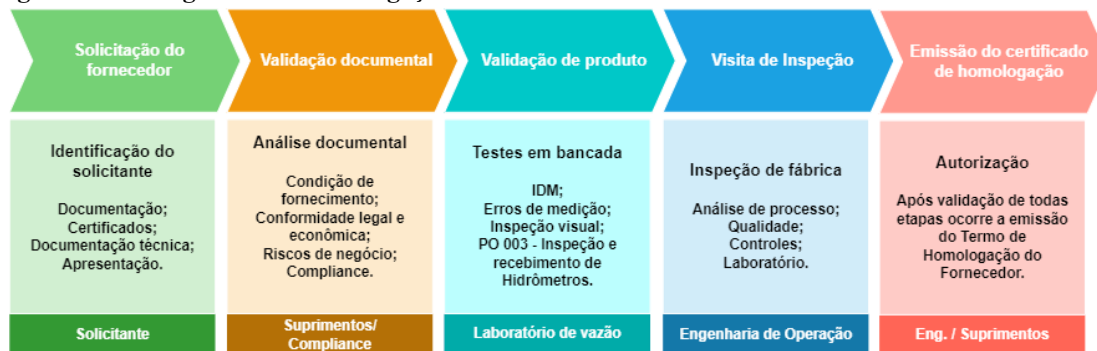 Solicitação do
fornecedor
Validação documental
Validação de produto
Visita de Inspeção
Emissão do certificado
de homologação
Identificação do
solicitante
Documentação;
Certificados;
Documentação técnica;
Apresentação.
Análise documental
Condição de
fornecimento;
Conformidade legal e
econômica;
Riscos de negócio;
Compliance.
Testes em bancada
IDM;
Erros de medição;
Inspeção visual;
PO 003 - Inspeção e
recebimento de
Hidrômetros.
Inspeção de fábrica
Análise de processo;
Qualidade;
Controles;
Laboratório.
Autorização
Após validação de todas
etapas ocorre a emissão
do Termo de
Homologação do
Fornecedor.
Solicitante
Suprimentos/
Compliance
Laboratório de vazão
Engenharia de Operação
Eng. / Suprimentos